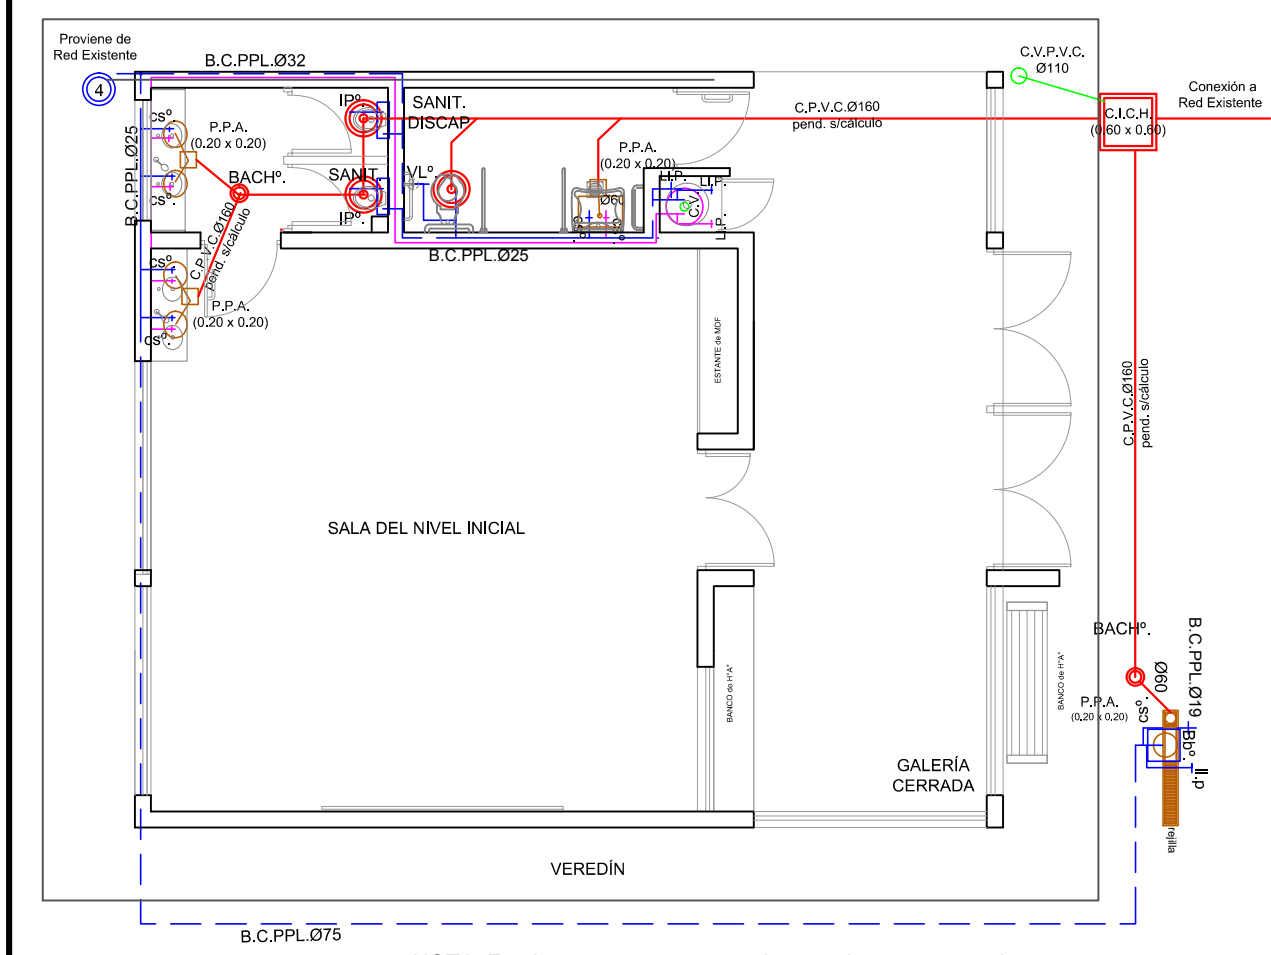 Proviene de
Red Existente
4
B.C.PPL.Ø32
C.V.P.V.C.
Ø110
Conexión a
Red Existente
C.I.C.H.
(0.60 x 0.60)
C.P.V.C.Ø160
pend. s/cálculo
IPº.
SANIT.
DISCAP.
csº.
P.P.A.
(0.20 x 0.20)
B.C.PPL.Ø25
BACHº.
SANIT.
IPº.
VLº.
P.P.A.
(0.20 x 0.20)
Ø60
Ll.P.
Ll.P.
C.V.
Ll.P.
csº.
C.P.V.C.Ø160
pend. s/cálculo
csº.
P.P.A.
(0.20 x 0.20)
csº.
B.C.PPL.Ø25
ESTANTE de MDF
C.P.V.C.Ø160
pend. s/cálculo
SALA DEL NIVEL INICIAL
BACHº.
B.C.PPL.Ø19
Ø60
P.P.A.
(0.20 x 0.20)
csº.
Bbº.
ll.p
rejilla
BANCO de HºAº
BANCO de HºAº
GALERÍA
CERRADA
VEREDÍN
B.C.PPL.Ø75